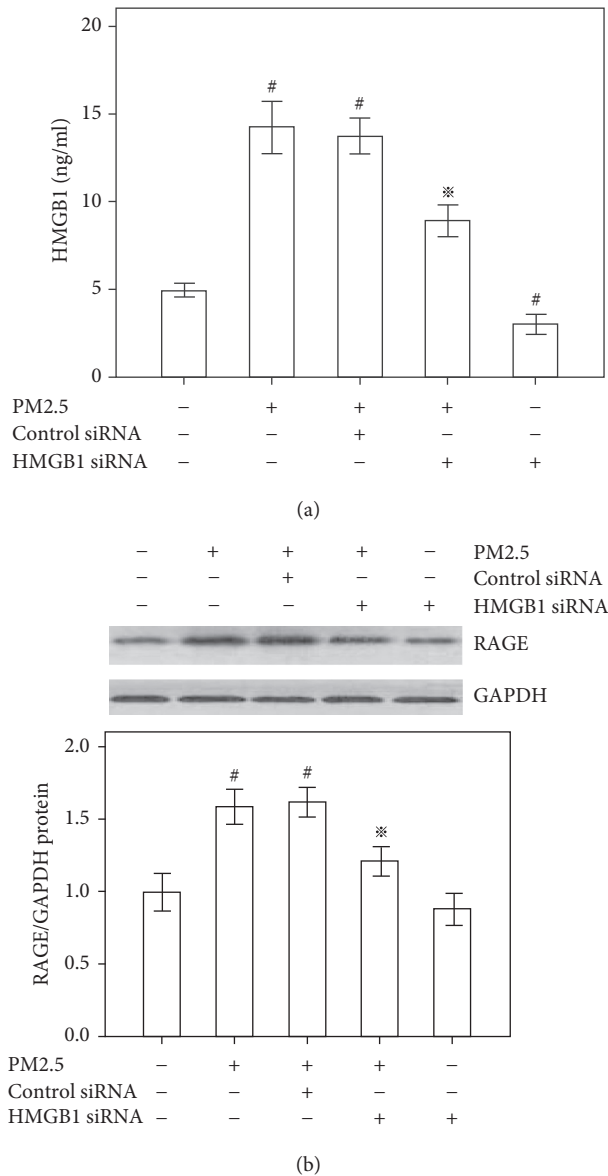 20
# #
15
HMGB1 (ng/ml)
※
10
5
#
0
PM2.5 − + + + −
Control siRNA − − + − −
HMGB1 siRNA − − − + +
(a)
− + + + − PM2.5
− − + − − Control siRNA
− − − + + HMGB1 siRNA
RAGE
GAPDH
2.0
# #
1.5
※
RAGE/GAPDH protein
1.0
0.5
0.0
PM2.5 − + + + −
Control siRNA − − + − −
HMGB1 siRNA − − − + +
(b)